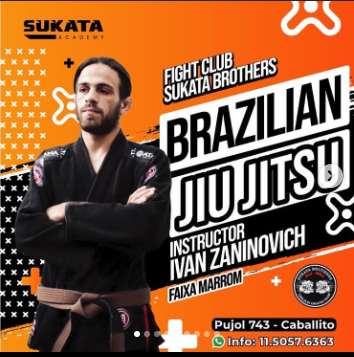 SUKATA
ACADEMY
FIGHT CLUB
SUKATA BROTHERS
BRAZILIAN
JIU JITSU
INSTRUCTOR
IVAN ZANINOVICH
FAIXA MARROM
Pujol 743 - Caballito
Info: 11.5057.6363